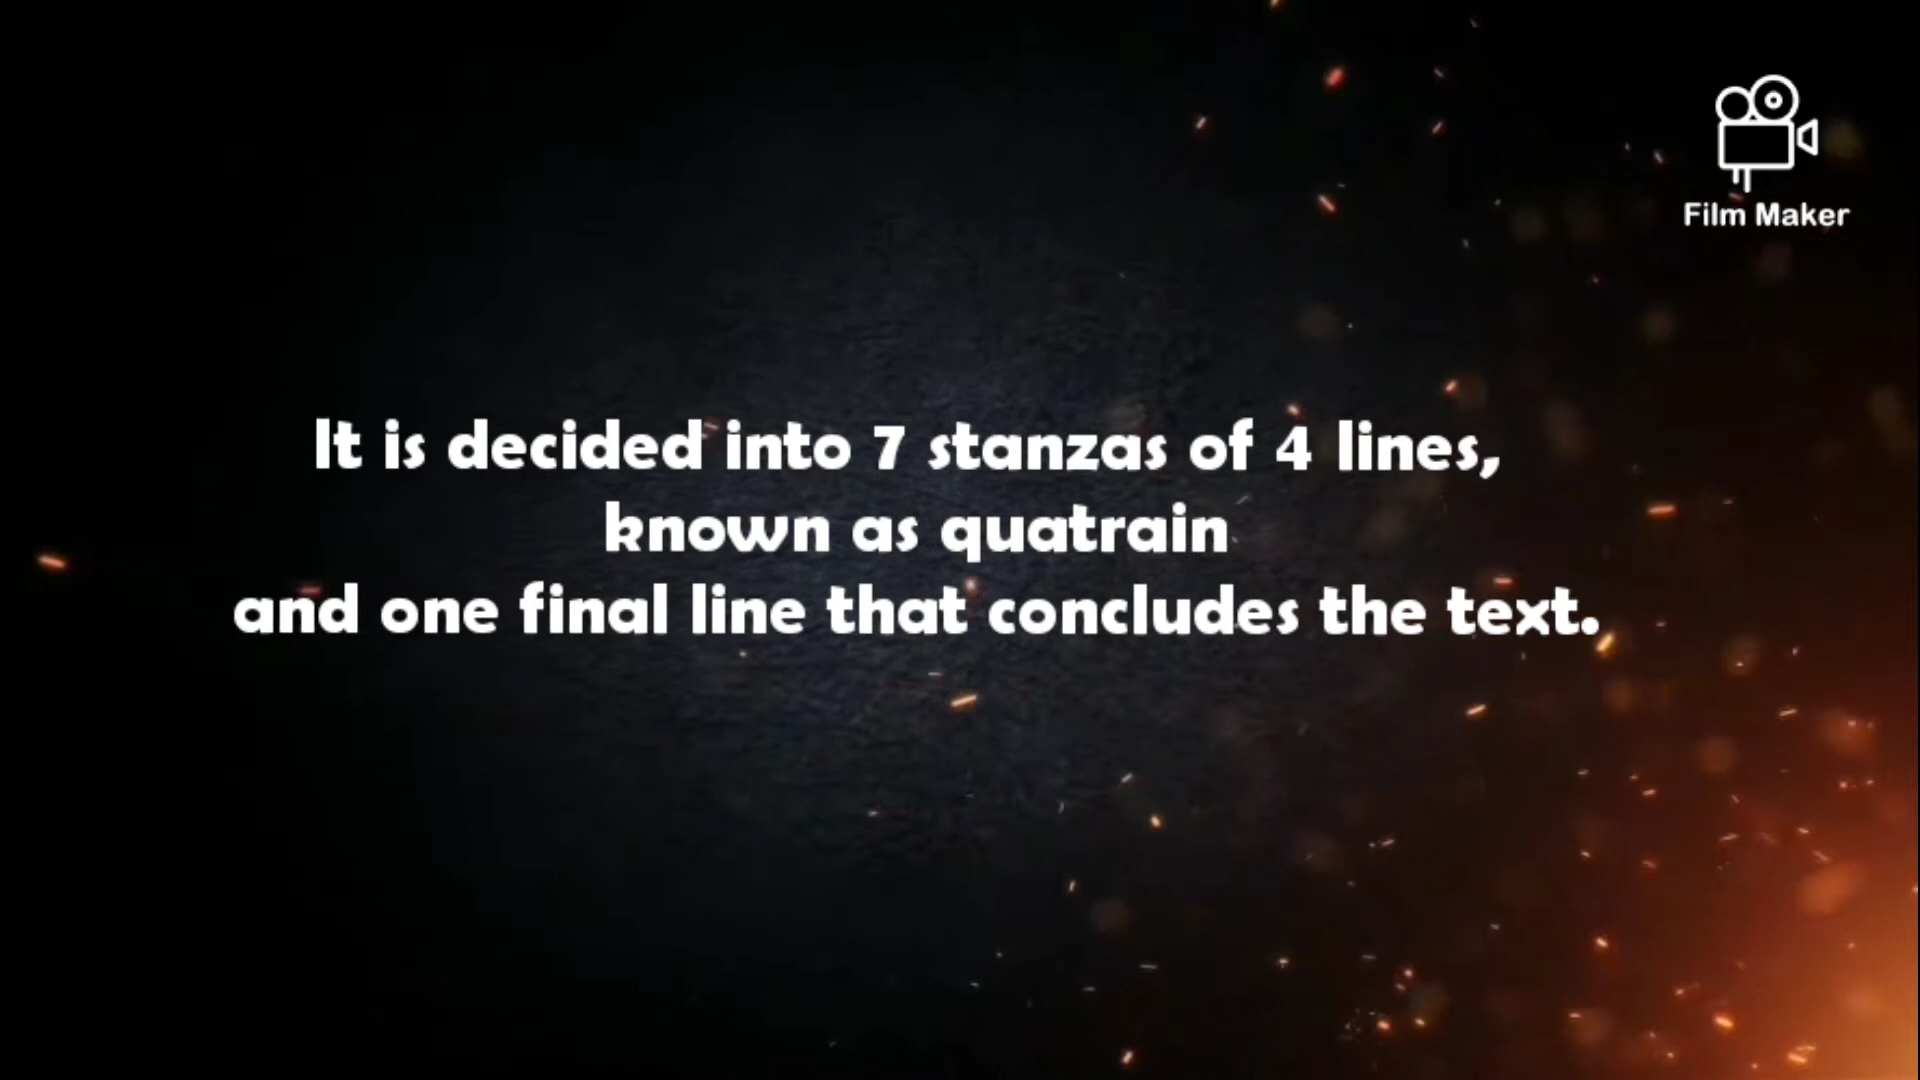 Film Maker
It is decided into 7 stanzas of 4 lines,
known as quatrain
and one final line that concludes the text.